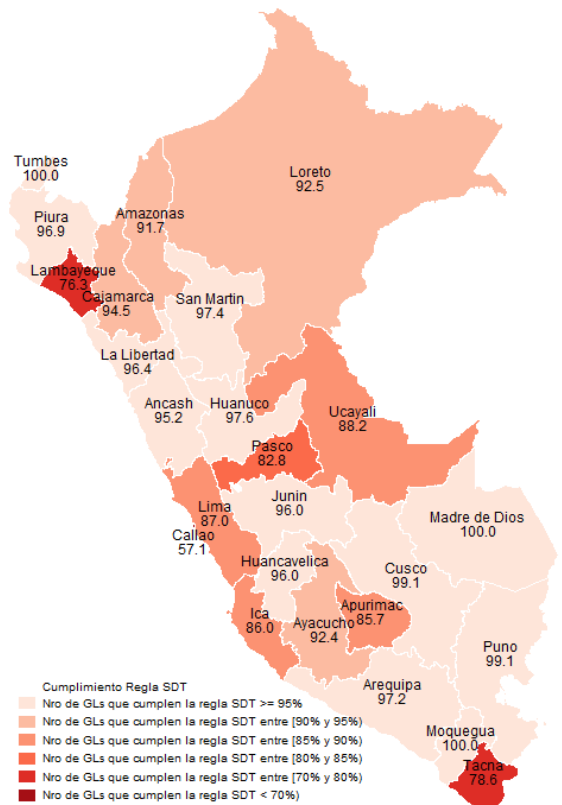 Loreto
92.5
Tumbes
100.0
Piura
96.9
Amazonas
91.7
Lambayeque
76.3
Cajamarca
94.5
San Martin
97.4
La Libertad
96.4
Ancash
95.2
Huanuco
97.6
Ucayali
88.2
Pasco
82.8
Lima
87.0
Callao
57.1
Junin
96.0
Madre de Dios
100.0
Huancavelica
96.0
Cusco
99.1
Ica
86.0
Ayacucho
92.4
Apurimac
85.7
Puno
99.1
Arequipa
97.2
Moquegua
100.0
Tacna
78.6
Cumplimiento Regla SDT
Nro de GLs que cumplen la regla SDT >= 95%
Nro de GLs que cumplen la regla SDT entre [90% y 95%)
Nro de GLs que cumplen la regla SDT entre [85% y 90%)
Nro de GLs que cumplen la regla SDT entre [80% y 85%)
Nro de GLs que cumplen la regla SDT entre [70% y 80%)
Nro de GLs que cumplen la regla SDT < 70%)